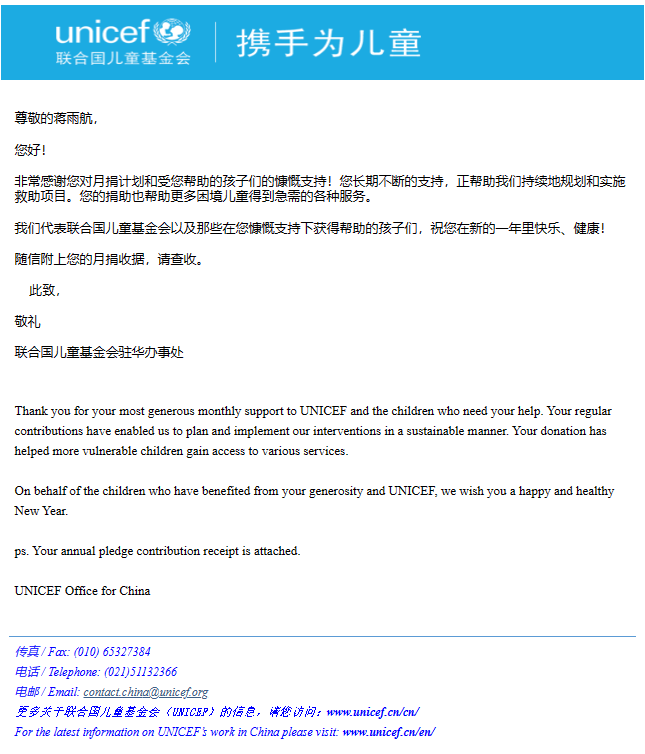 unicef
联合国儿童基金会
携手为儿童
尊敬的蒋雨航，
您好！
非常感谢您对月捐计划和受您帮助的孩子们的慷慨支持！您长期不断的支持，正帮助我们持续地规划和实施
救助项目。您的捐助也帮助更多困境儿童得到急需的各种服务。
我们代表联合国儿童基金会以及那些在您慷慨支持下获得帮助的孩子们，祝您在新的一年里快乐、健康！
随信附上您的月捐收据，请查收。
此致，
敬礼
联合国儿童基金会驻华办事处
Thank you for your most generous monthly support to UNICEF and the children who need your help. Your regular
contributions have enabled us to plan and implement our interventions in a sustainable manner. Your donation has
helped more vulnerable children gain access to various services.
On behalf of the children who have benefited from your generosity and UNICEF, we wish you a happy and healthy
New Year.
ps. Your annual pledge contribution receipt is attached.
UNICEF Office for China
传真 / Fax: (010) 65327384
电话 / Telephone: (021)51132366
电邮 / Email: contact.china@unicef.org
更多关于联合国儿童基金会（UNICEF）的信息，请您访问：www.unicef.cn/cn/
For the latest information on UNICEF's work in China please visit: www.unicef.cn/en/